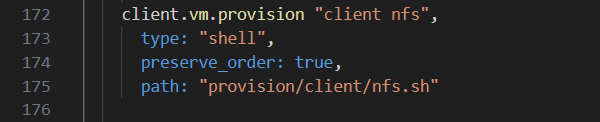 172 client.vm.provision "client nfs",
173 type: "shell",
174 preserve_order: true,
175 path: "provision/client/nfs.sh"
176